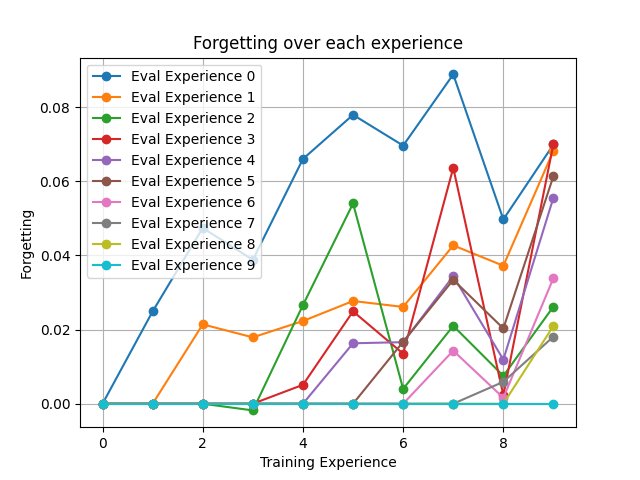 Forgetting over each experience
Eval Experience 0
Eval Experience 1
Eval Experience 2
Eval Experience 3
Eval Experience 4
Eval Experience 5
Eval Experience 6
Eval Experience 7
Eval Experience 8
Eval Experience 9
Forgetting
0.08
0.06
0.04
0.02
0.00
0 2 4 6 8
Training Experience